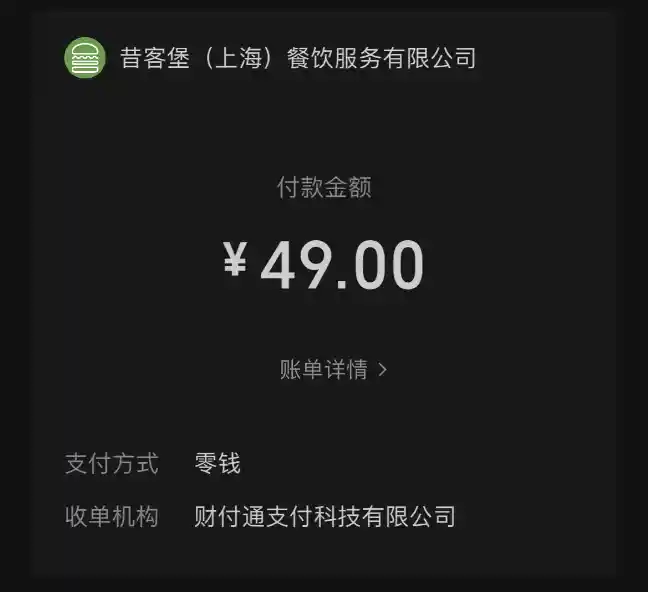 昔客堡（上海）餐饮服务有限公司
付款金额
¥49.00
账单详情 >
支付方式 零钱
收单机构 财付通支付科技有限公司